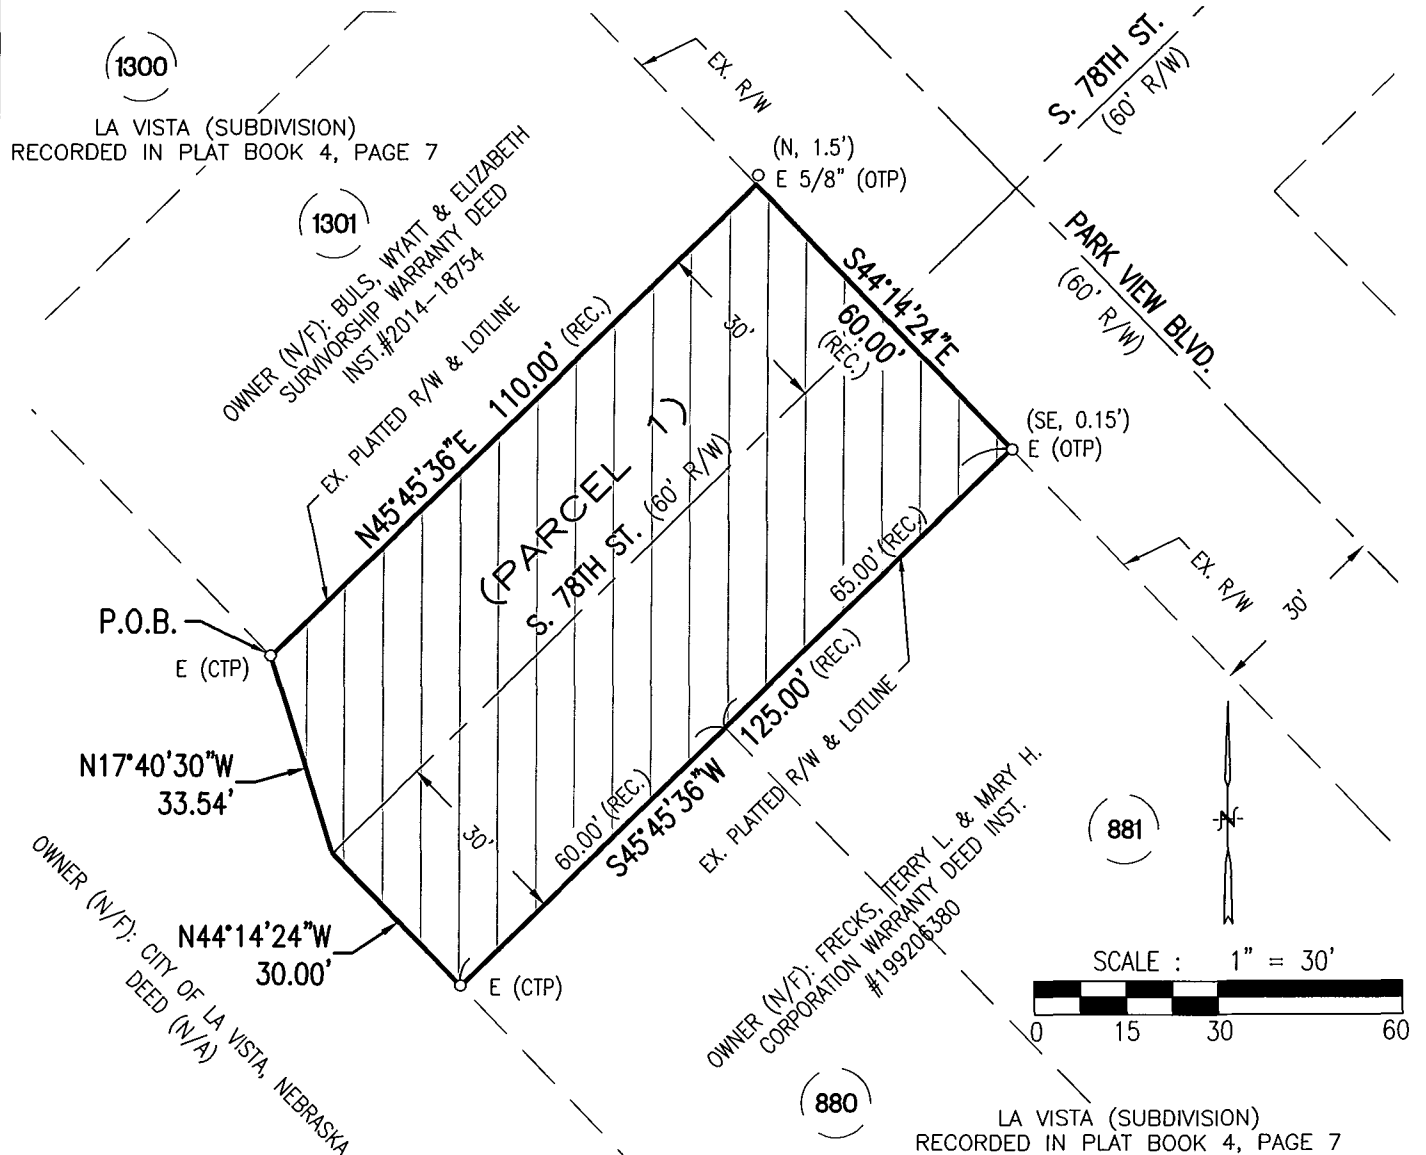 1300
LA VISTA (SUBDIVISION)
RECORDED IN PLAT BOOK 4, PAGE 7
1301
OWNER (N/F): BULS, WYATT & ELIZABETH
SURVIVORSHIP WARRANTY DEED
INST.#2014-18754
EX. PLATTED R/W & LOTLINE
EX. R/W
(N, 1.5')
E 5/8" (OTP)
S. 78TH ST.
(60' R/W)
PARK VIEW BLVD.
(60' R/W)
S44°14'24"E
60.00'
(REC.)
N45°45'36"E 110.00' (REC.)
30'
(PARCEL 1)
S. 78TH ST. (60' R/W)
(SE, 0.15')
E (OTP)
EX. R/W
30'
65.00' (REC.)
60.00' (REC.)
S45°45'36"W 125.00' (REC.)
EX. PLATTED R/W & LOTLINE
P.O.B.
E (CTP)
N17°40'30"W
33.54'
30'
N44°14'24"W
30.00'
E (CTP)
OWNER (N/F): CITY OF LA VISTA, NEBRASKA
DEED (N/A)
OWNER (N/F): FRECKS, TERRY L. & MARY H.
CORPORATION WARRANTY DEED INST.
#199206380
881
N
SCALE : 1" = 30'
0 15 30 60
880
LA VISTA (SUBDIVISION)
RECORDED IN PLAT BOOK 4, PAGE 7